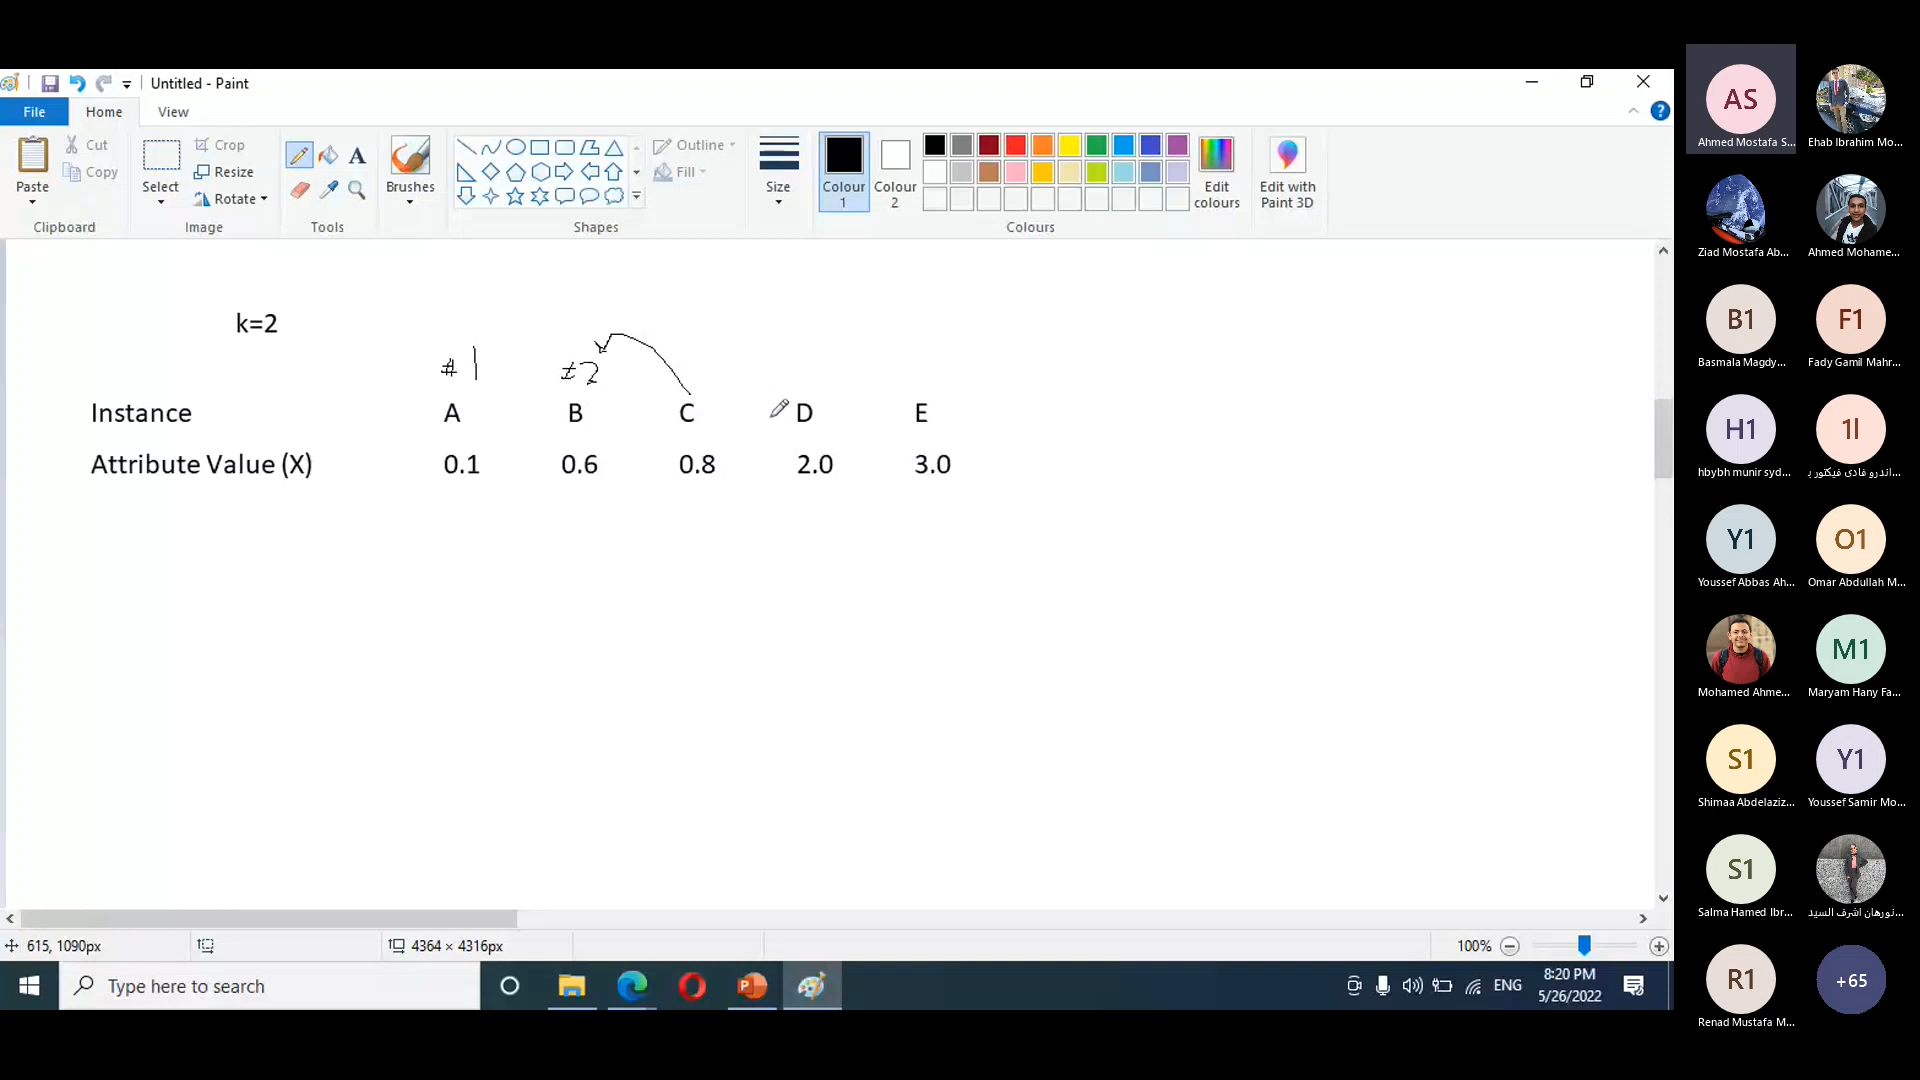 Untitled - Paint
File Home View
Paste
Cut
Copy
Clipboard
Select
Crop
Resize
Rotate
Image
Tools
Brushes
Shapes
Outline
Fill
Size
Colour 1
Colour 2
Colours
Edit colours
Edit with Paint 3D
k=2
# 1 #2
Instance A B C D E
Attribute Value (X) 0.1 0.6 0.8 2.0 3.0
615, 1090px
4364 × 4316px
100%
Type here to search
ENG
8:20 PM
5/26/2022
AS
Ahmed Mostafa S...
Ehab Ibrahim Mo...
Ziad Mostafa Ab...
Ahmed Mohame...
B1
Basmala Magdy...
F1
Fady Gamil Mahr...
H1
hbybh munir syd...
1ا
اندرو فادى فيكتور ب...
Y1
Youssef Abbas Ah...
O1
Omar Abdullah M...
Mohamed Ahme...
M1
Maryam Hany Fa...
S1
Shimaa Abdelaziz...
Y1
Youssef Samir Mo...
S1
Salma Hamed Ibr...
نورهان اشرف السيد...
R1
Renad Mustafa M...
+65